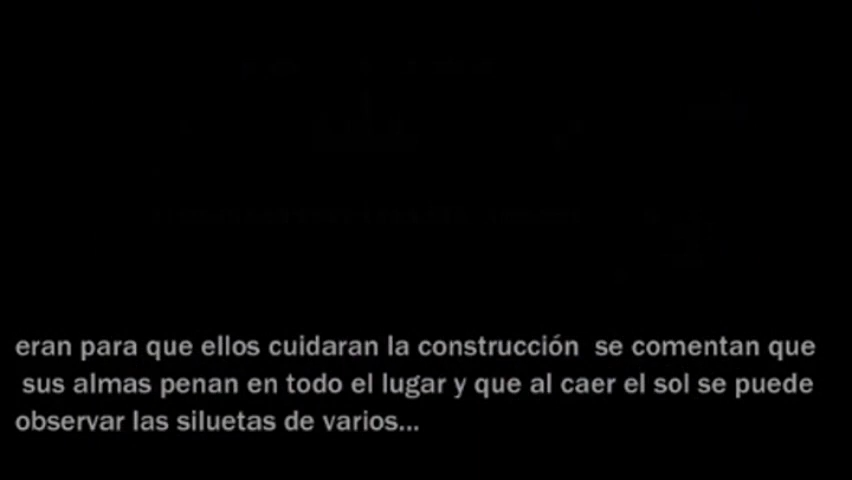 eran para que ellos cuidaran la construcción  se comentan que
sus almas penan en todo el lugar y que al caer el sol se puede
observar las siluetas de varios...